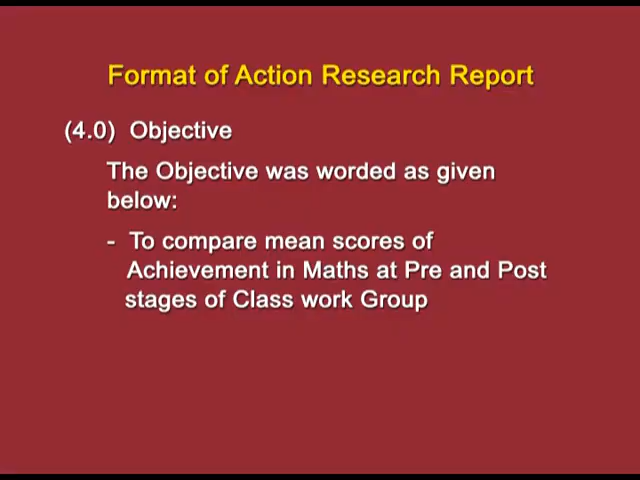 Format of Action Research Report
(4.0) Objective
The Objective was worded as given
below:
- To compare mean scores of
Achievement in Maths at Pre and Post
stages of Class work Group